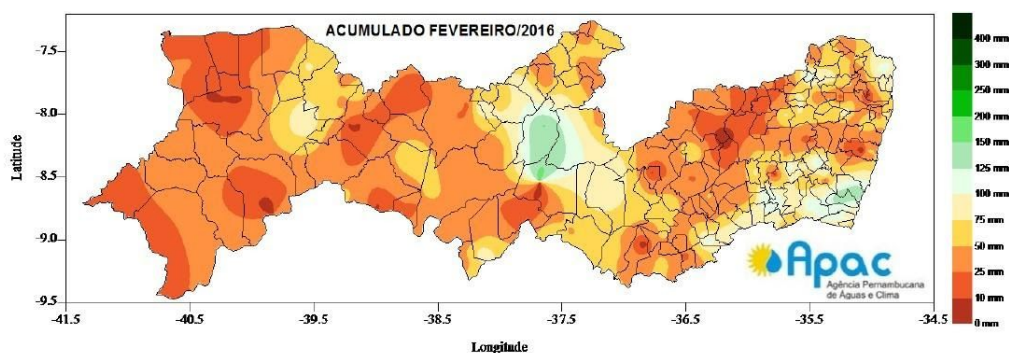 ACUMULADO FEVEREIRO/2016
-7.5
-8.0
-8.5
-9.0
-9.5
Latitude
-41.5 -40.5 -39.5 -38.5 -37.5 -36.5 -35.5 -34.5
Longitude
400 mm
300 mm
250 mm
200 mm
150 mm
125 mm
100 mm
75 mm
50 mm
25 mm
10 mm
0 mm
Apac
Agência Pernambucana
de Águas e Clima